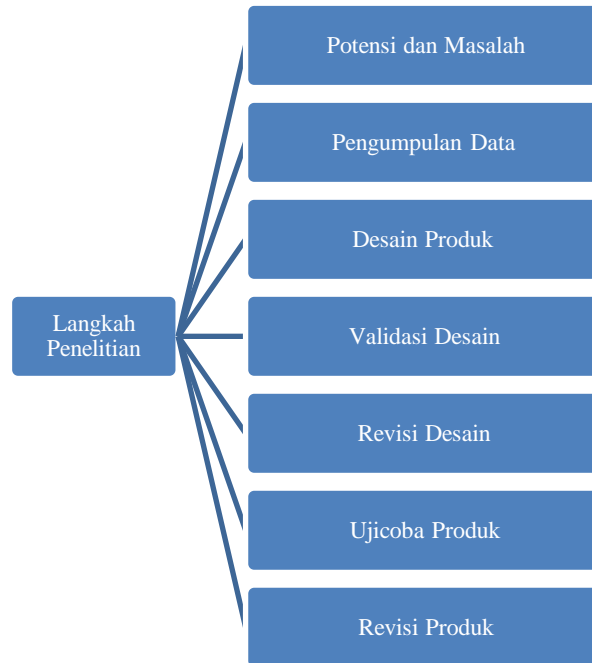 Potensi dan Masalah
Pengumpulan Data
Desain Produk
Langkah
Penelitian
Validasi Desain
Revisi Desain
Ujicoba Produk
Revisi Produk